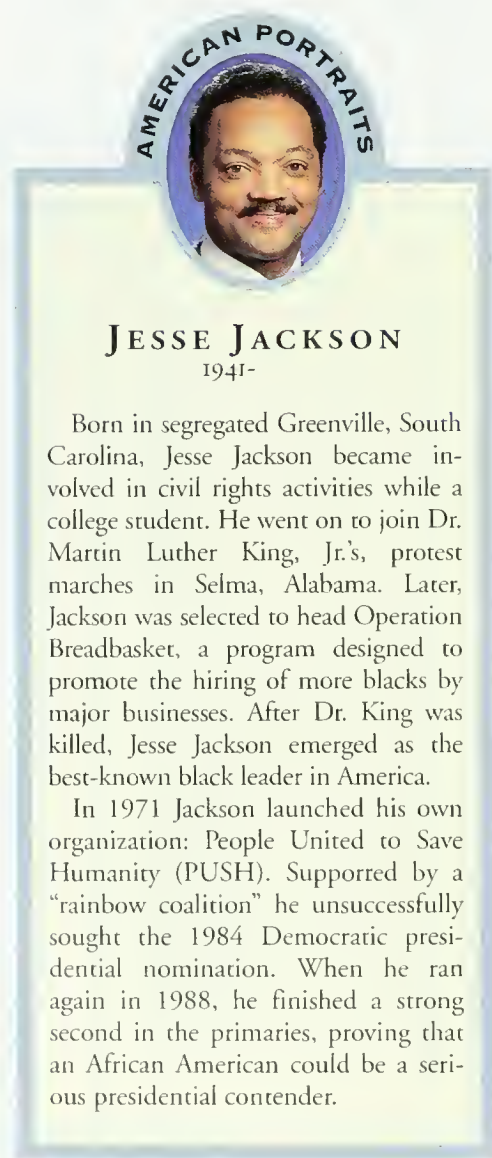 AMERICAN PORTRAITS
JESSE JACKSON
1941-
Born in segregated Greenville, South
Carolina, Jesse Jackson became in-
volved in civil rights activities while a
college student. He went on to join Dr.
Martin Luther King, Jr.'s, protest
marches in Selma, Alabama. Later,
Jackson was selected to head Operation
Breadbasket, a program designed to
promote the hiring of more blacks by
major businesses. After Dr. King was
killed, Jesse Jackson emerged as the
best-known black leader in America.
In 1971 Jackson launched his own
organization: People United to Save
Humanity (PUSH). Supported by a
“rainbow coalition” he unsuccessfully
sought the 1984 Democratic presi-
dential nomination. When he ran
again in 1988, he finished a strong
second in the primaries, proving that
an African American could be a seri-
ous presidential contender.